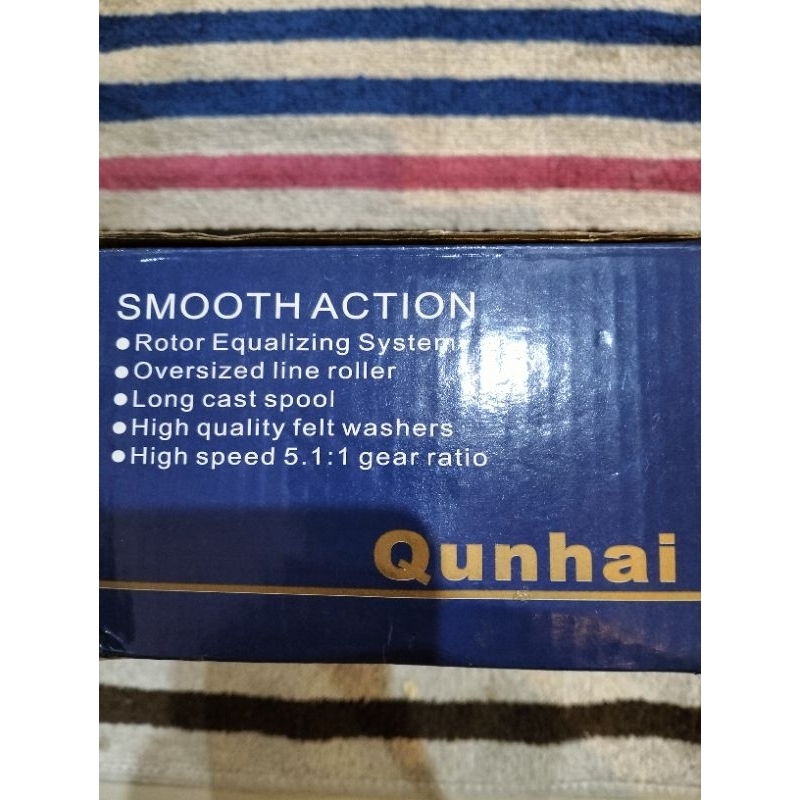 SMOOTH ACTION
●Rotor Equalizing System
●Oversized line roller
●Long cast spool
●High quality felt washers
●High speed 5.1:1 gear ratio
Qunhai